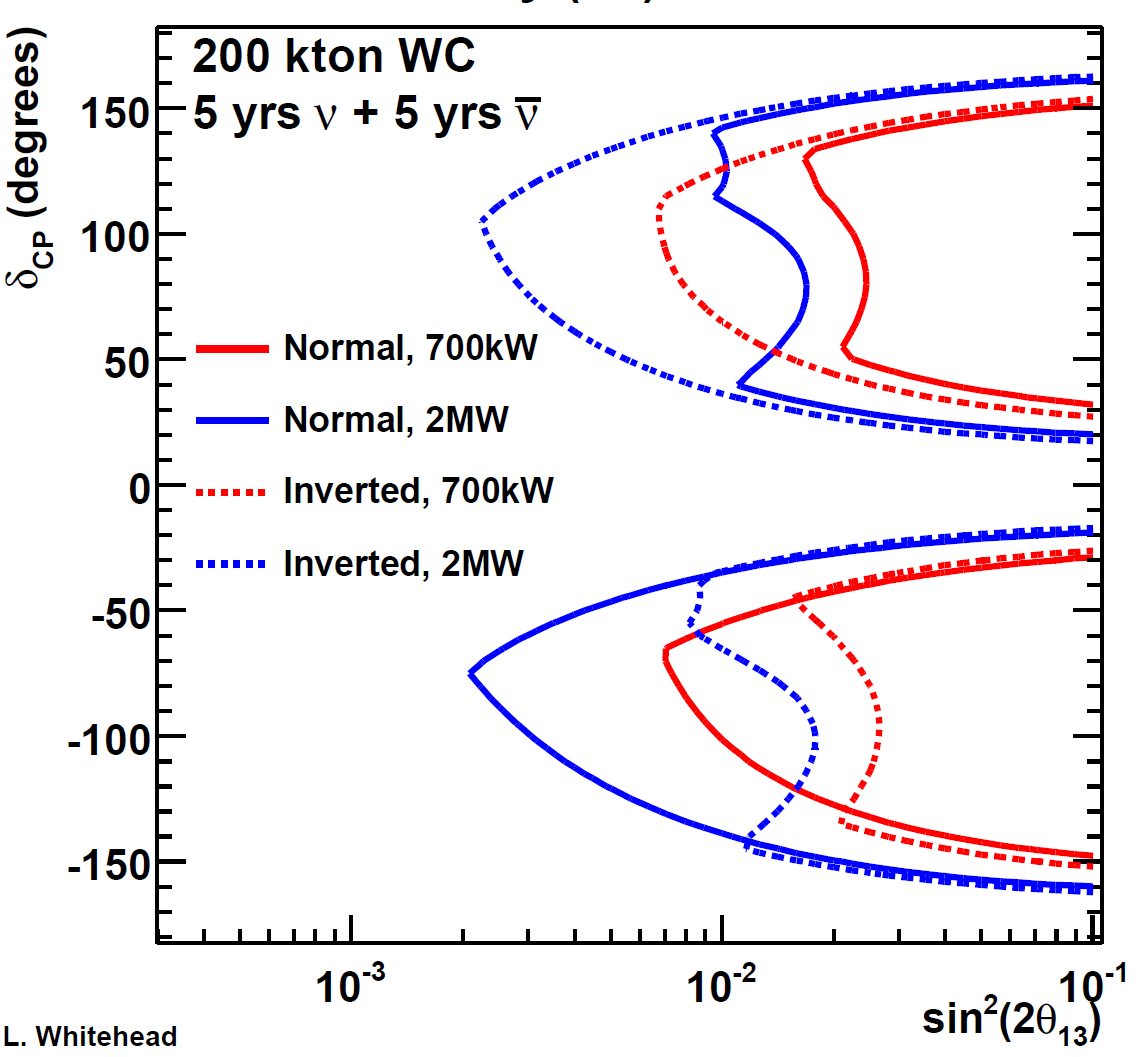 200 kton WC
5 yrs ν + 5 yrs ν̅
δCP (degrees)
150
100
50
0
-50
-100
-150
Normal, 700kW
Normal, 2MW
Inverted, 700kW
Inverted, 2MW
10-3
10-2
10-1
sin2(2θ13)
L. Whitehead